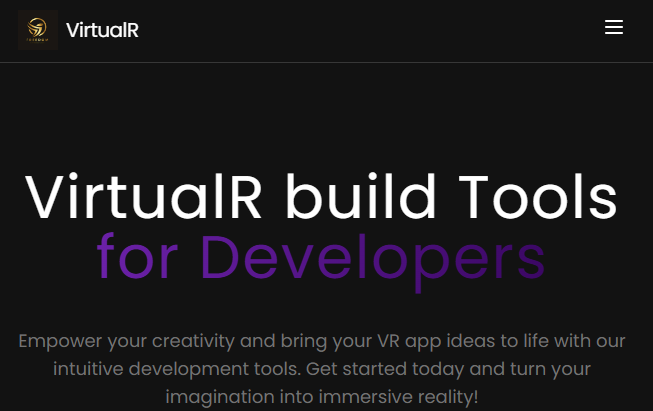 VirtualR
VirtualR build Tools
for Developers
Empower your creativity and bring your VR app ideas to life with our
intuitive development tools. Get started today and turn your
imagination into immersive reality!